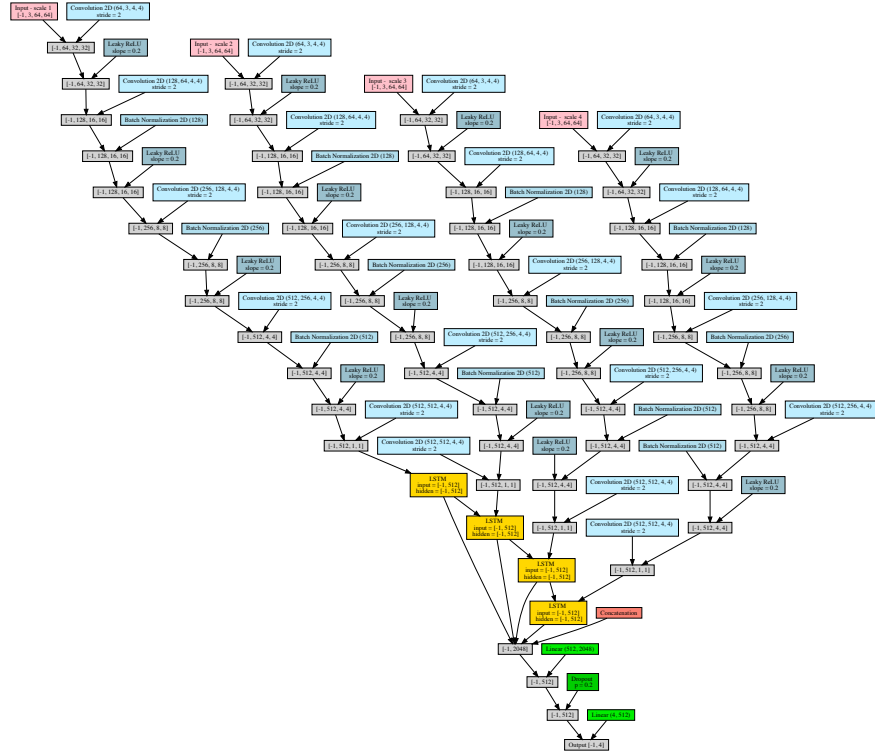 Input - scale 1
[-1, 3, 64, 64]
Convolution 2D (64, 3, 4, 4)
stride = 2
[-1, 64, 32, 32]
Leaky ReLU
slope = 0.2
Input - scale 2
[-1, 3, 64, 64]
Convolution 2D (64, 3, 4, 4)
stride = 2
[-1, 64, 32, 32]
Convolution 2D (128, 64, 4, 4)
stride = 2
[-1, 64, 32, 32]
Leaky ReLU
slope = 0.2
Input - scale 3
[-1, 3, 64, 64]
Convolution 2D (64, 3, 4, 4)
stride = 2
[-1, 128, 16, 16]
Batch Normalization 2D (128)
[-1, 64, 32, 32]
Convolution 2D (128, 64, 4, 4)
stride = 2
[-1, 64, 32, 32]
Leaky ReLU
slope = 0.2
Input - scale 4
[-1, 3, 64, 64]
Convolution 2D (64, 3, 4, 4)
stride = 2
[-1, 128, 16, 16]
Leaky ReLU
slope = 0.2
[-1, 128, 16, 16]
Batch Normalization 2D (128)
[-1, 64, 32, 32]
Convolution 2D (128, 64, 4, 4)
stride = 2
[-1, 64, 32, 32]
Leaky ReLU
slope = 0.2
[-1, 128, 16, 16]
Convolution 2D (256, 128, 4, 4)
stride = 2
[-1, 128, 16, 16]
Leaky ReLU
slope = 0.2
[-1, 128, 16, 16]
Batch Normalization 2D (128)
[-1, 64, 32, 32]
Convolution 2D (128, 64, 4, 4)
stride = 2
[-1, 256, 8, 8]
Batch Normalization 2D (256)
[-1, 128, 16, 16]
Convolution 2D (256, 128, 4, 4)
stride = 2
[-1, 128, 16, 16]
Leaky ReLU
slope = 0.2
[-1, 128, 16, 16]
Batch Normalization 2D (128)
[-1, 256, 8, 8]
Leaky ReLU
slope = 0.2
[-1, 256, 8, 8]
Batch Normalization 2D (256)
[-1, 128, 16, 16]
Convolution 2D (256, 128, 4, 4)
stride = 2
[-1, 128, 16, 16]
Leaky ReLU
slope = 0.2
[-1, 256, 8, 8]
Convolution 2D (512, 256, 4, 4)
stride = 2
[-1, 256, 8, 8]
Leaky ReLU
slope = 0.2
[-1, 256, 8, 8]
Batch Normalization 2D (256)
[-1, 128, 16, 16]
Convolution 2D (256, 128, 4, 4)
stride = 2
[-1, 512, 4, 4]
Batch Normalization 2D (512)
[-1, 256, 8, 8]
Convolution 2D (512, 256, 4, 4)
stride = 2
[-1, 256, 8, 8]
Leaky ReLU
slope = 0.2
[-1, 256, 8, 8]
Batch Normalization 2D (256)
[-1, 512, 4, 4]
Leaky ReLU
slope = 0.2
[-1, 512, 4, 4]
Batch Normalization 2D (512)
[-1, 256, 8, 8]
Convolution 2D (512, 256, 4, 4)
stride = 2
[-1, 256, 8, 8]
Leaky ReLU
slope = 0.2
[-1, 512, 4, 4]
Convolution 2D (512, 512, 4, 4)
stride = 2
[-1, 512, 4, 4]
Leaky ReLU
slope = 0.2
[-1, 512, 4, 4]
Batch Normalization 2D (512)
[-1, 256, 8, 8]
Convolution 2D (512, 256, 4, 4)
stride = 2
[-1, 512, 1, 1]
Convolution 2D (512, 512, 4, 4)
stride = 2
[-1, 512, 4, 4]
Leaky ReLU
slope = 0.2
[-1, 512, 4, 4]
Batch Normalization 2D (512)
[-1, 512, 4, 4]
LSTM
input = [-1, 512]
hidden = [-1, 512]
[-1, 512, 1, 1]
[-1, 512, 4, 4]
Convolution 2D (512, 512, 4, 4)
stride = 2
[-1, 512, 4, 4]
Leaky ReLU
slope = 0.2
LSTM
input = [-1, 512]
hidden = [-1, 512]
[-1, 512, 1, 1]
Convolution 2D (512, 512, 4, 4)
stride = 2
[-1, 512, 4, 4]
LSTM
input = [-1, 512]
hidden = [-1, 512]
[-1, 512, 1, 1]
LSTM
input = [-1, 512]
hidden = [-1, 512]
Concatenation
[-1, 2048]
Linear (512, 2048)
[-1, 512]
Dropout
p = 0.2
[-1, 512]
Linear (4, 512)
Output [-1, 4]